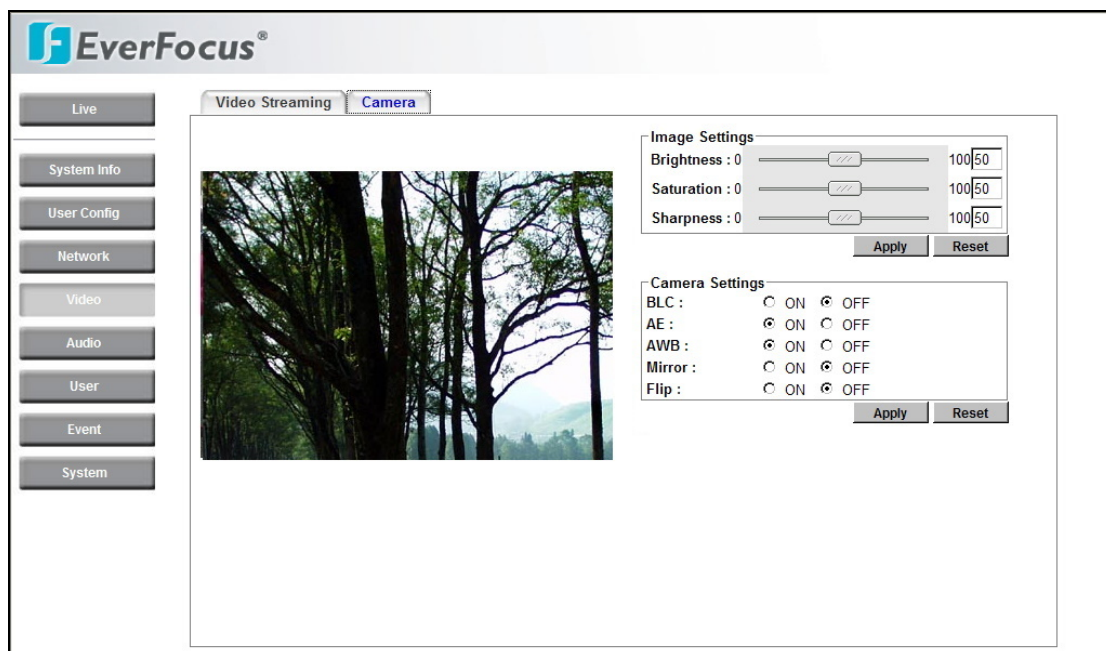 EverFocus®
Live
System Info
User Config
Network
Video
Audio
User
Event
System
Video Streaming
Camera
Image Settings
Brightness : 0 100 50
Saturation : 0 100 50
Sharpness : 0 100 50
Apply Reset
Camera Settings
BLC : ON OFF
AE : ON OFF
AWB : ON OFF
Mirror : ON OFF
Flip : ON OFF
Apply Reset